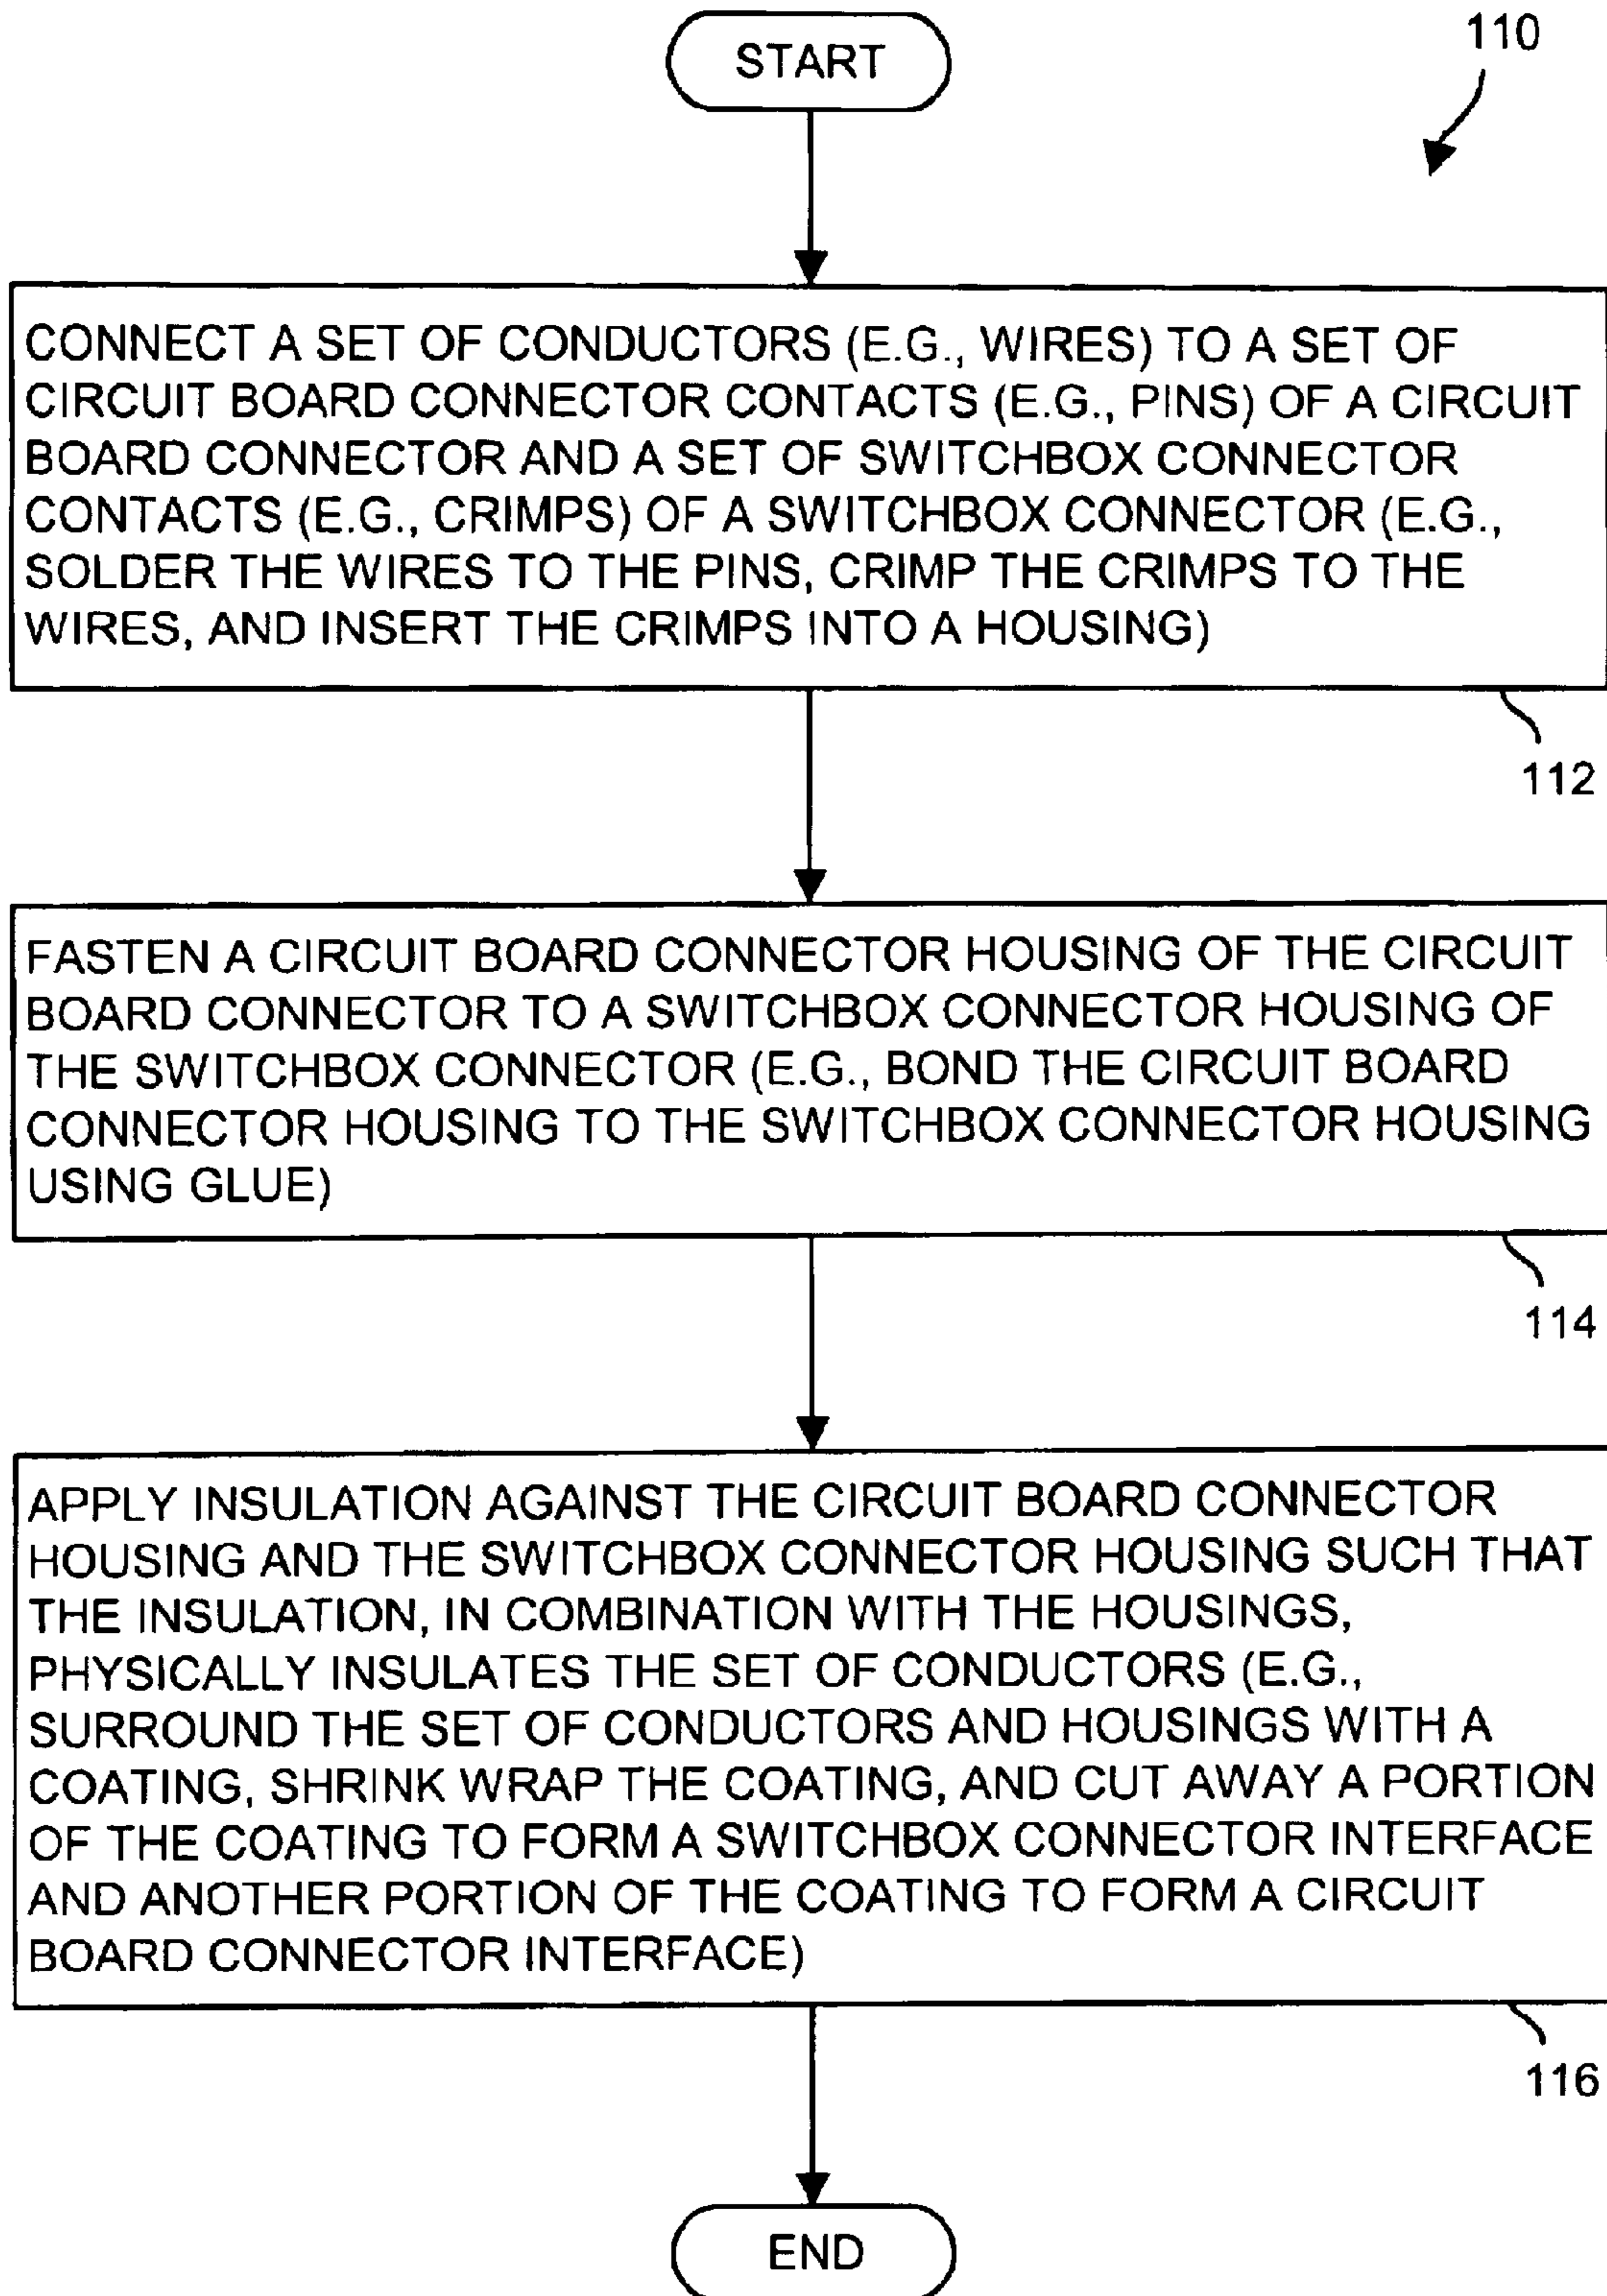 START
110
CONNECT A SET OF CONDUCTORS (E.G., WIRES) TO A SET OF
CIRCUIT BOARD CONNECTOR CONTACTS (E.G., PINS) OF A CIRCUIT
BOARD CONNECTOR AND A SET OF SWITCHBOX CONNECTOR
CONTACTS (E.G., CRIMPS) OF A SWITCHBOX CONNECTOR (E.G.,
SOLDER THE WIRES TO THE PINS, CRIMP THE CRIMPS TO THE
WIRES, AND INSERT THE CRIMPS INTO A HOUSING)
112
FASTEN A CIRCUIT BOARD CONNECTOR HOUSING OF THE CIRCUIT
BOARD CONNECTOR TO A SWITCHBOX CONNECTOR HOUSING OF
THE SWITCHBOX CONNECTOR (E.G., BOND THE CIRCUIT BOARD
CONNECTOR HOUSING TO THE SWITCHBOX CONNECTOR HOUSING
USING GLUE)
114
APPLY INSULATION AGAINST THE CIRCUIT BOARD CONNECTOR
HOUSING AND THE SWITCHBOX CONNECTOR HOUSING SUCH THAT
THE INSULATION, IN COMBINATION WITH THE HOUSINGS,
PHYSICALLY INSULATES THE SET OF CONDUCTORS (E.G.,
SURROUND THE SET OF CONDUCTORS AND HOUSINGS WITH A
COATING, SHRINK WRAP THE COATING, AND CUT AWAY A PORTION
OF THE COATING TO FORM A SWITCHBOX CONNECTOR INTERFACE
AND ANOTHER PORTION OF THE COATING TO FORM A CIRCUIT
BOARD CONNECTOR INTERFACE)
116
END